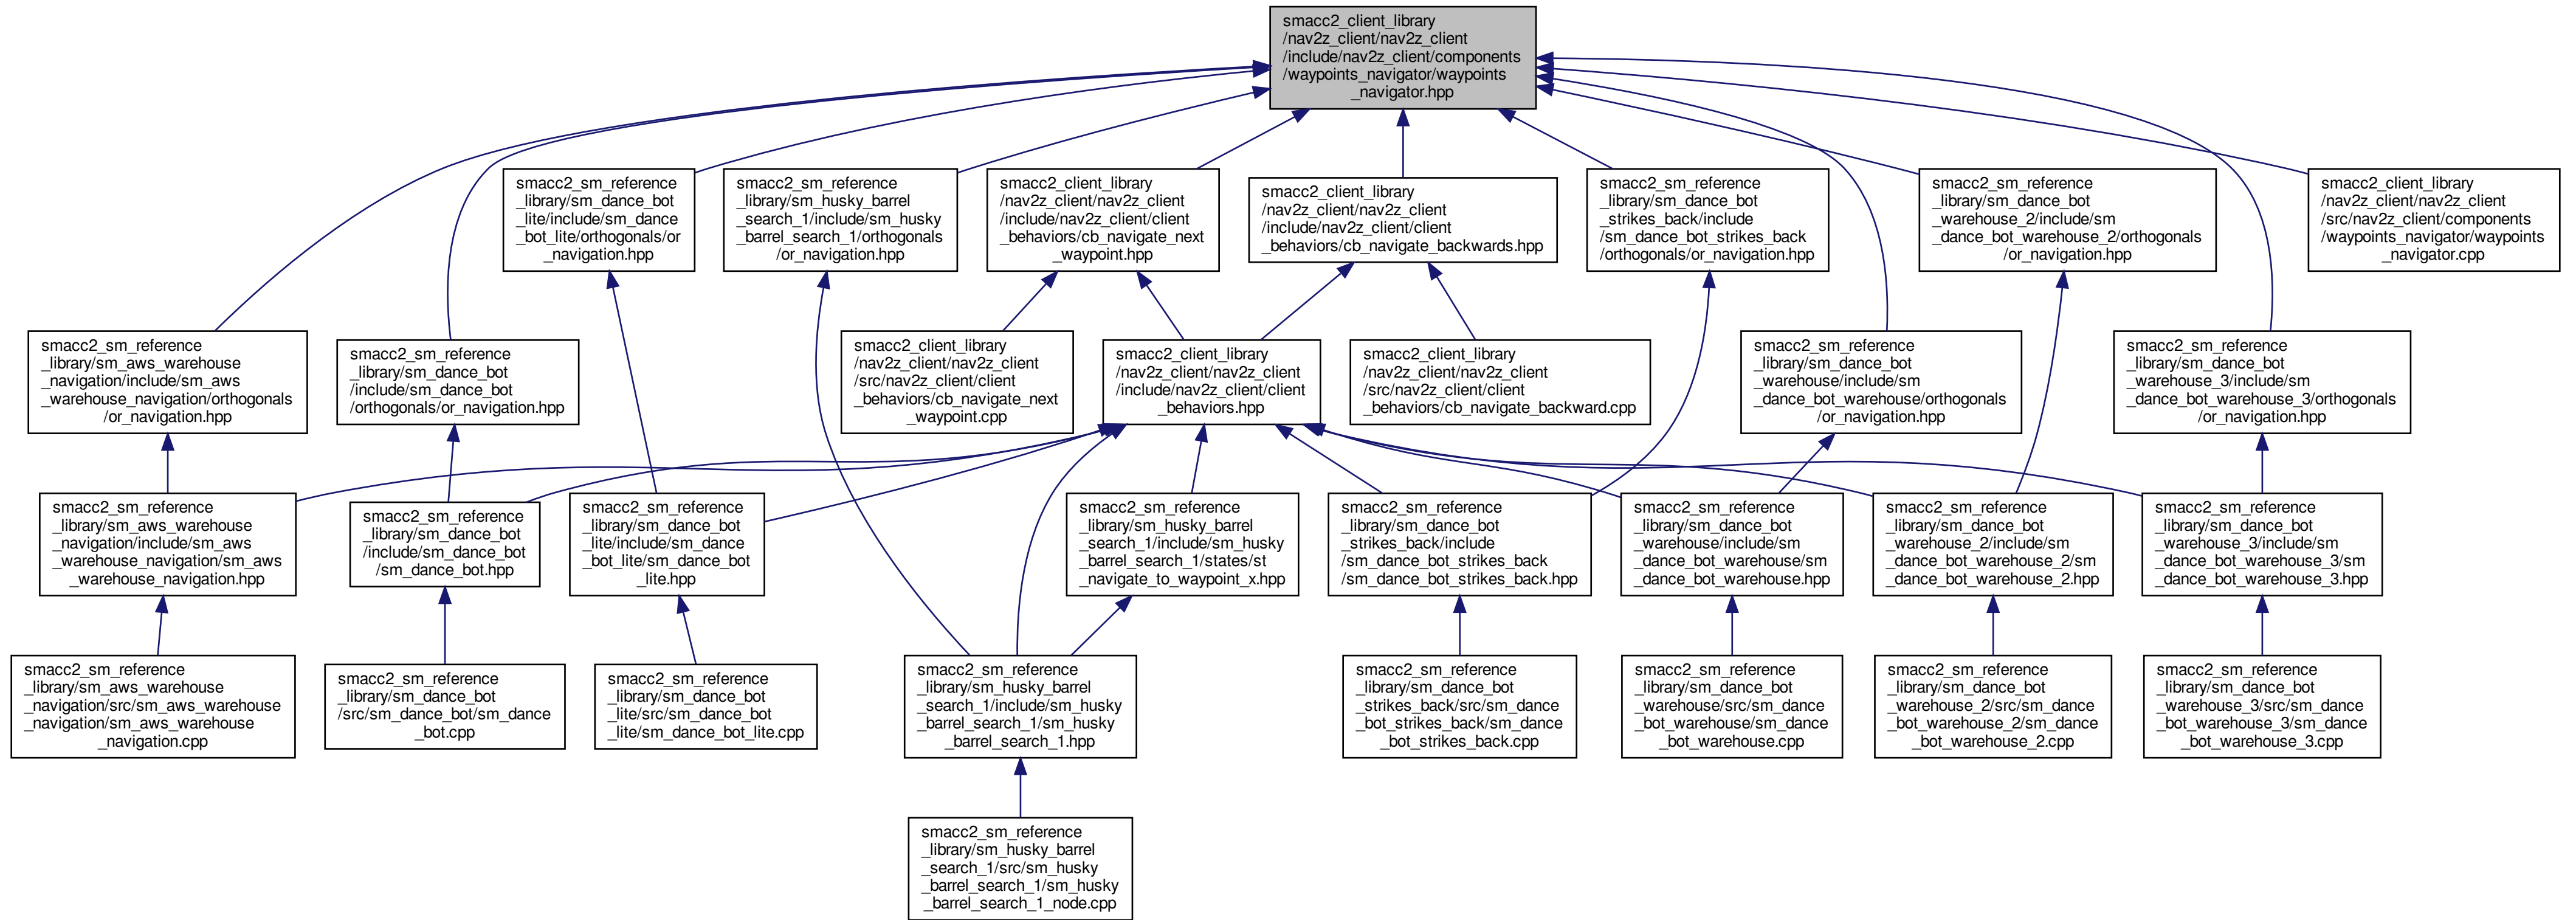 smacc2_client_library
/nav2z_client/nav2z_client
/include/nav2z_client/components
/waypoints_navigator/waypoints
_navigator.hpp
smacc2_sm_reference
_library/sm_dance_bot
_lite/include/sm_dance
_bot_lite/orthogonals/or
_navigation.hpp
smacc2_sm_reference
_library/sm_husky_barrel
_search_1/include/sm_husky
_barrel_search_1/orthogonals
/or_navigation.hpp
smacc2_client_library
/nav2z_client/nav2z_client
/include/nav2z_client/client
_behaviors/cb_navigate_next
_waypoint.hpp
smacc2_client_library
/nav2z_client/nav2z_client
/include/nav2z_client/client
_behaviors/cb_navigate_backwards.hpp
smacc2_sm_reference
_library/sm_dance_bot
_strikes_back/include
/sm_dance_bot_strikes_back
/orthogonals/or_navigation.hpp
smacc2_sm_reference
_library/sm_dance_bot
_warehouse_2/include/sm
_dance_bot_warehouse_2/orthogonals
/or_navigation.hpp
smacc2_client_library
/nav2z_client/nav2z_client
/src/nav2z_client/components
/waypoints_navigator/waypoints
_navigator.cpp
smacc2_sm_reference
_library/sm_aws_warehouse
_navigation/include/sm_aws
_warehouse_navigation/orthogonals
/or_navigation.hpp
smacc2_sm_reference
_library/sm_dance_bot
/include/sm_dance_bot
/orthogonals/or_navigation.hpp
smacc2_client_library
/nav2z_client/nav2z_client
/src/nav2z_client/client
_behaviors/cb_navigate_next
_waypoint.cpp
smacc2_client_library
/nav2z_client/nav2z_client
/include/nav2z_client/client
_behaviors.hpp
smacc2_client_library
/nav2z_client/nav2z_client
/src/nav2z_client/client
_behaviors/cb_navigate_backward.cpp
smacc2_sm_reference
_library/sm_dance_bot
_warehouse/include/sm
_dance_bot_warehouse/orthogonals
/or_navigation.hpp
smacc2_sm_reference
_library/sm_dance_bot
_warehouse_3/include/sm
_dance_bot_warehouse_3/orthogonals
/or_navigation.hpp
smacc2_sm_reference
_library/sm_aws_warehouse
_navigation/include/sm_aws
_warehouse_navigation/sm_aws
_warehouse_navigation.hpp
smacc2_sm_reference
_library/sm_dance_bot
/include/sm_dance_bot
/sm_dance_bot.hpp
smacc2_sm_reference
_library/sm_dance_bot
_lite/include/sm_dance
_bot_lite/sm_dance_bot
_lite.hpp
smacc2_sm_reference
_library/sm_husky_barrel
_search_1/include/sm_husky
_barrel_search_1/states/st
_navigate_to_waypoint_x.hpp
smacc2_sm_reference
_library/sm_dance_bot
_strikes_back/include
/sm_dance_bot_strikes_back
/sm_dance_bot_strikes_back.hpp
smacc2_sm_reference
_library/sm_dance_bot
_warehouse/include/sm
_dance_bot_warehouse/sm
_dance_bot_warehouse.hpp
smacc2_sm_reference
_library/sm_dance_bot
_warehouse_2/include/sm
_dance_bot_warehouse_2/sm
_dance_bot_warehouse_2.hpp
smacc2_sm_reference
_library/sm_dance_bot
_warehouse_3/include/sm
_dance_bot_warehouse_3/sm
_dance_bot_warehouse_3.hpp
smacc2_sm_reference
_library/sm_aws_warehouse
_navigation/src/sm_aws_warehouse
_navigation/sm_aws_warehouse
_navigation.cpp
smacc2_sm_reference
_library/sm_dance_bot
/src/sm_dance_bot/sm_dance
_bot.cpp
smacc2_sm_reference
_library/sm_dance_bot
_lite/src/sm_dance_bot
_lite/sm_dance_bot_lite.cpp
smacc2_sm_reference
_library/sm_husky_barrel
_search_1/include/sm_husky
_barrel_search_1/sm_husky
_barrel_search_1.hpp
smacc2_sm_reference
_library/sm_dance_bot
_strikes_back/src/sm_dance
_bot_strikes_back/sm_dance
_bot_strikes_back.cpp
smacc2_sm_reference
_library/sm_dance_bot
_warehouse/src/sm_dance
_bot_warehouse/sm_dance
_bot_warehouse.cpp
smacc2_sm_reference
_library/sm_dance_bot
_warehouse_2/src/sm_dance
_bot_warehouse_2/sm_dance
_bot_warehouse_2.cpp
smacc2_sm_reference
_library/sm_dance_bot
_warehouse_3/src/sm_dance
_bot_warehouse_3/sm_dance
_bot_warehouse_3.cpp
smacc2_sm_reference
_library/sm_husky_barrel
_search_1/src/sm_husky
_barrel_search_1/sm_husky
_barrel_search_1_node.cpp